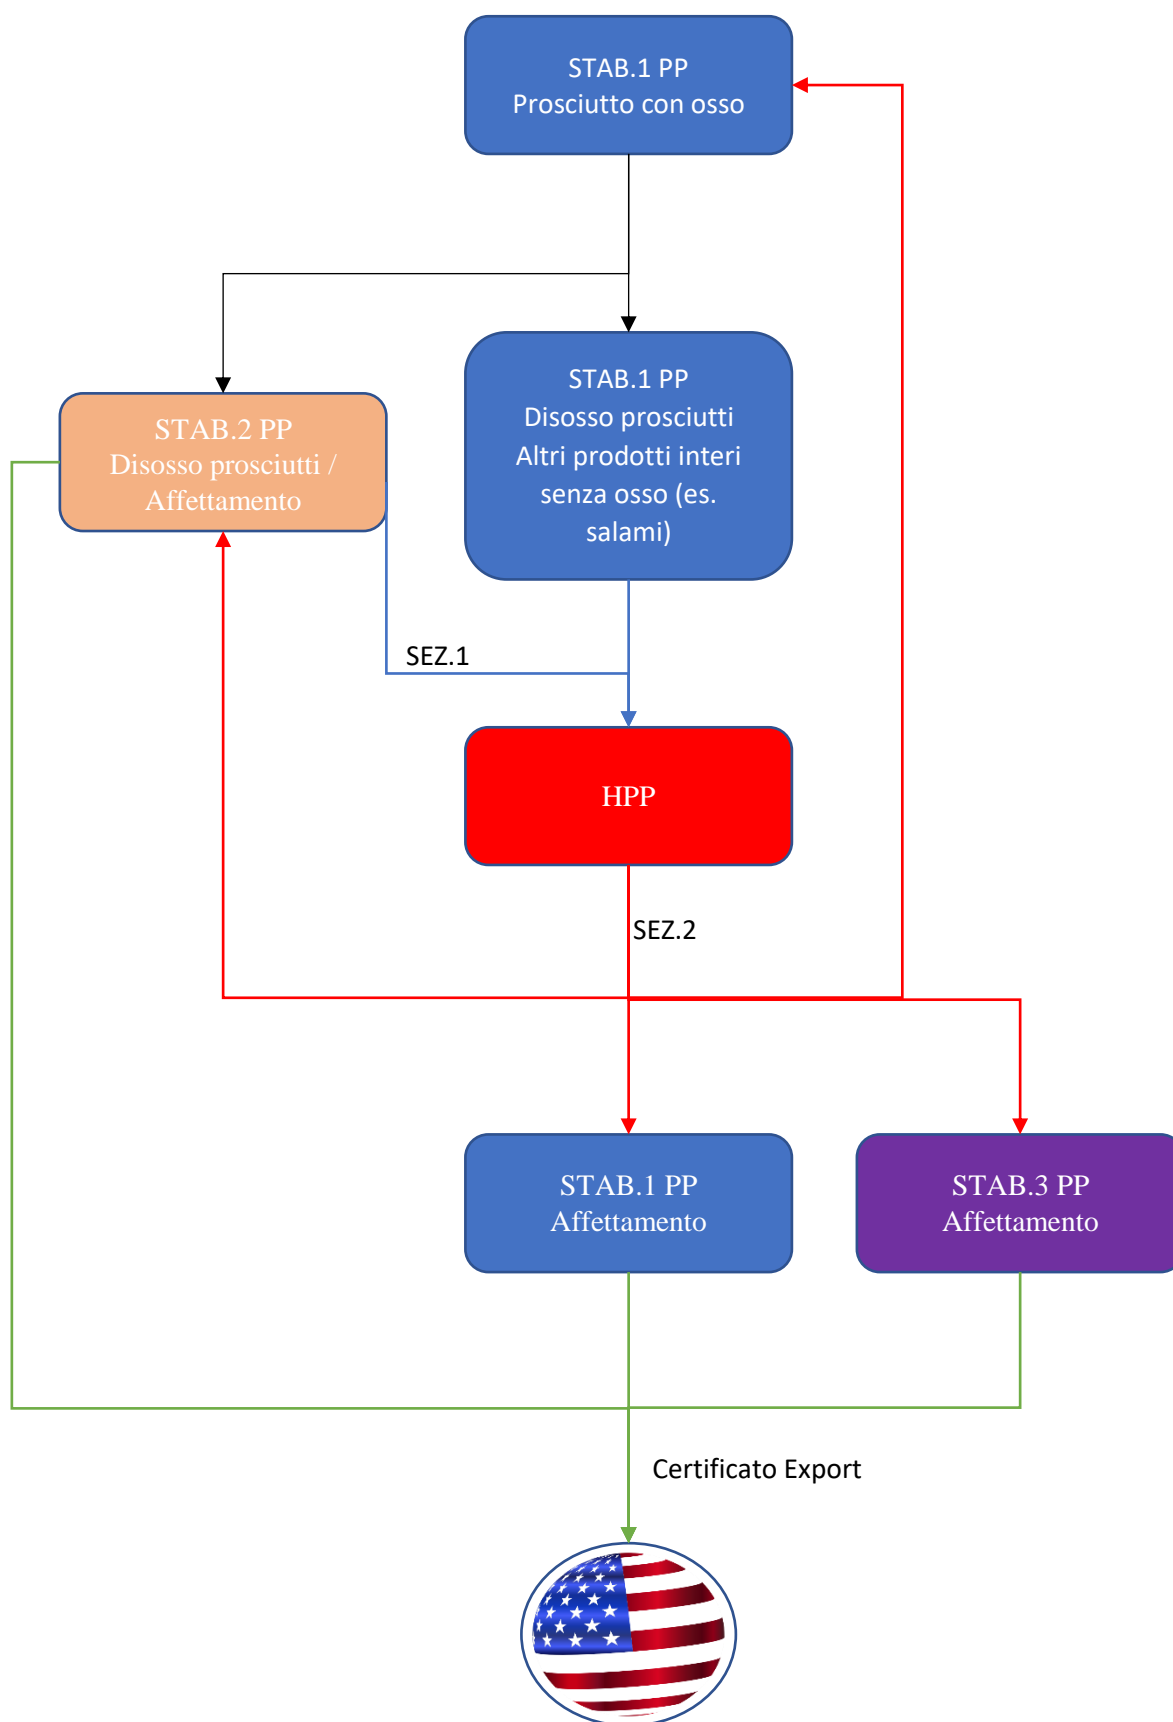 STAB.1 PP
Prosciutto con osso
STAB.1 PP
Disosso prosciutti
Altri prodotti interi
senza osso (es.
salami)
STAB.2 PP
Disosso prosciutti /
Affettamento
SEZ.1
HPP
SEZ.2
STAB.1 PP
Affettamento
STAB.3 PP
Affettamento
Certificato Export